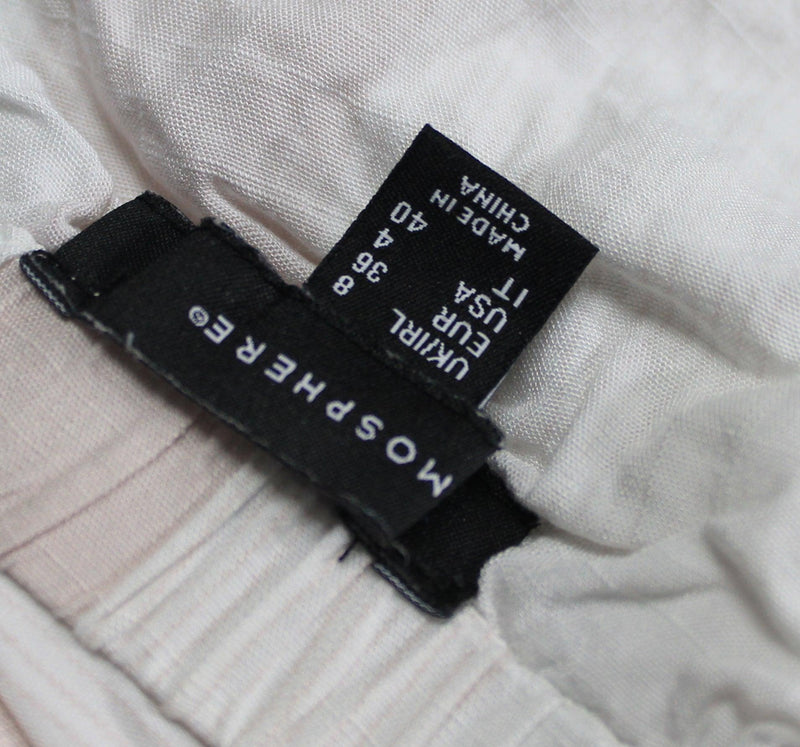 MOSPHERE®
UK/IRL 8
EUR 36
USA 4
IT 40
MADE IN
CHINA